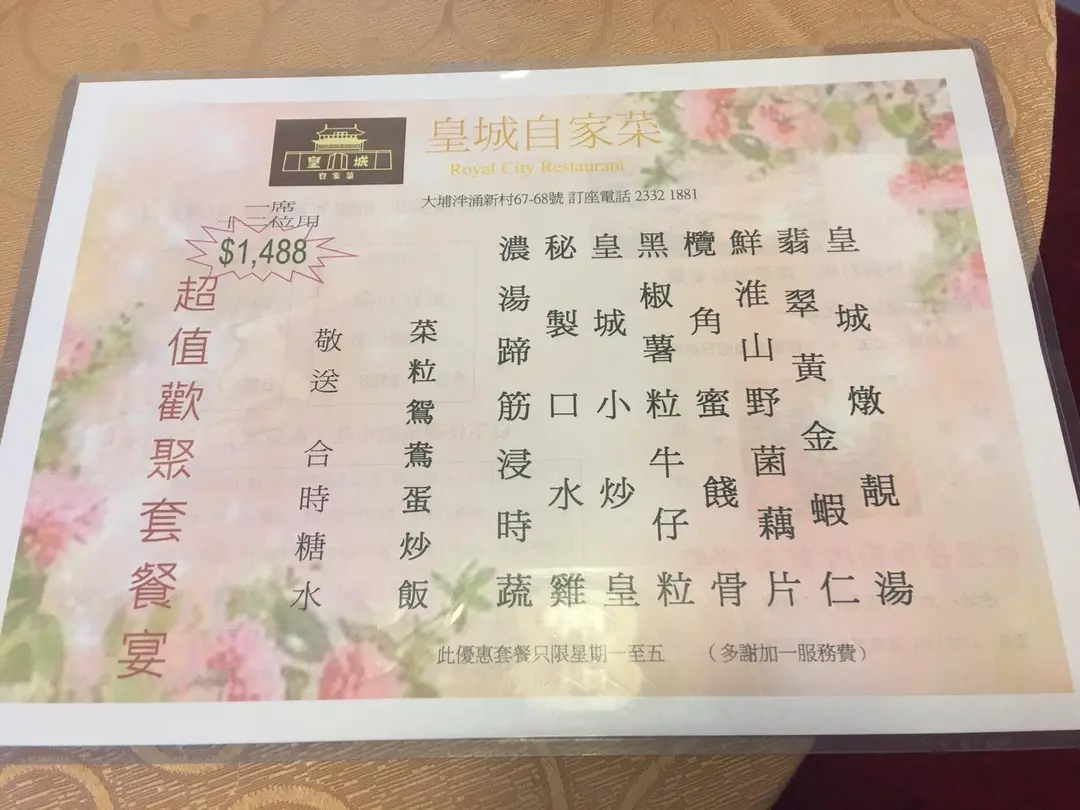 皇城
自家菜
皇城自家菜
Royal City Restaurant
大埔泮涌新村67-68號 訂座電話 2332 1881
皇城燉靚湯
翡翠黃金蝦仁
鮮淮山野菌藕片
欖角蜜餞骨
黑椒薯粒牛仔粒
皇城小炒皇
秘製口水雞
濃湯蹄筋浸時蔬
菜粒鴛鴦蛋炒飯
敬送 合時糖水
席
位用
$1,488
超值歡聚套餐宴
此優惠套餐只限星期一至五 (多謝加一服務費)